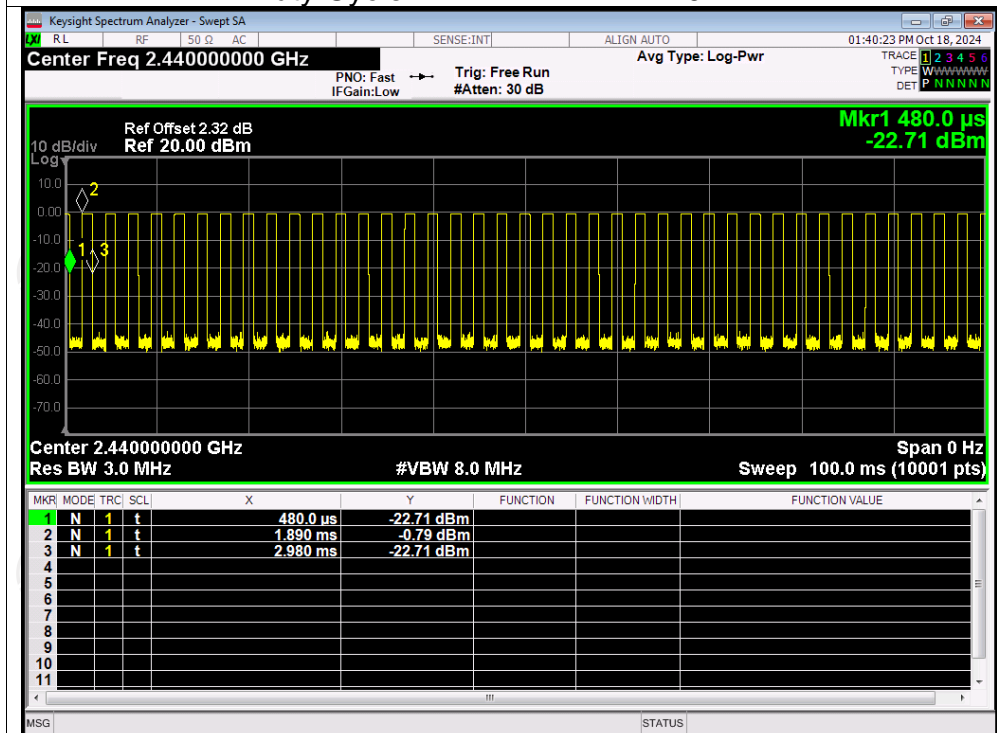 Keysight Spectrum Analyzer - Swept SA
LXI RL RF 50 Ω AC SENSE:INT ALIGN AUTO 01:40:23 PM Oct 18, 2024
Center Freq 2.440000000 GHz
PNO: Fast
IFGain:Low
Trig: Free Run
#Atten: 30 dB
Avg Type: Log-Pwr
TRACE 1 2 3 4 5 6
TYPE WWWWWW
DET P N N N N N
Mkr1 480.0 µs
-22.71 dBm
Ref Offset 2.32 dB
10 dB/div Ref 20.00 dBm
Log
10.0
0.00
-10.0
-20.0
-30.0
-40.0
-50.0
-60.0
-70.0
2
1 3
Center 2.440000000 GHz Span 0 Hz
Res BW 3.0 MHz #VBW 8.0 MHz Sweep 100.0 ms (10001 pts)
MKR MODE TRC SCL X Y FUNCTION FUNCTION WIDTH FUNCTION VALUE
1 N 1 t 480.0 µs -22.71 dBm
2 N 1 t 1.890 ms -0.79 dBm
3 N 1 t 2.980 ms -22.71 dBm
4
5
6
7
8
9
10
11
MSG STATUS